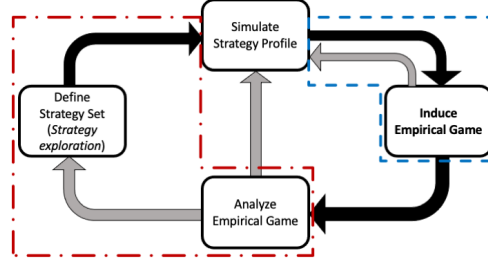 Simulate
Strategy Profile
Define
Strategy Set
(Strategy
exploration)
Induce
Empirical Game
Analyze
Empirical Game